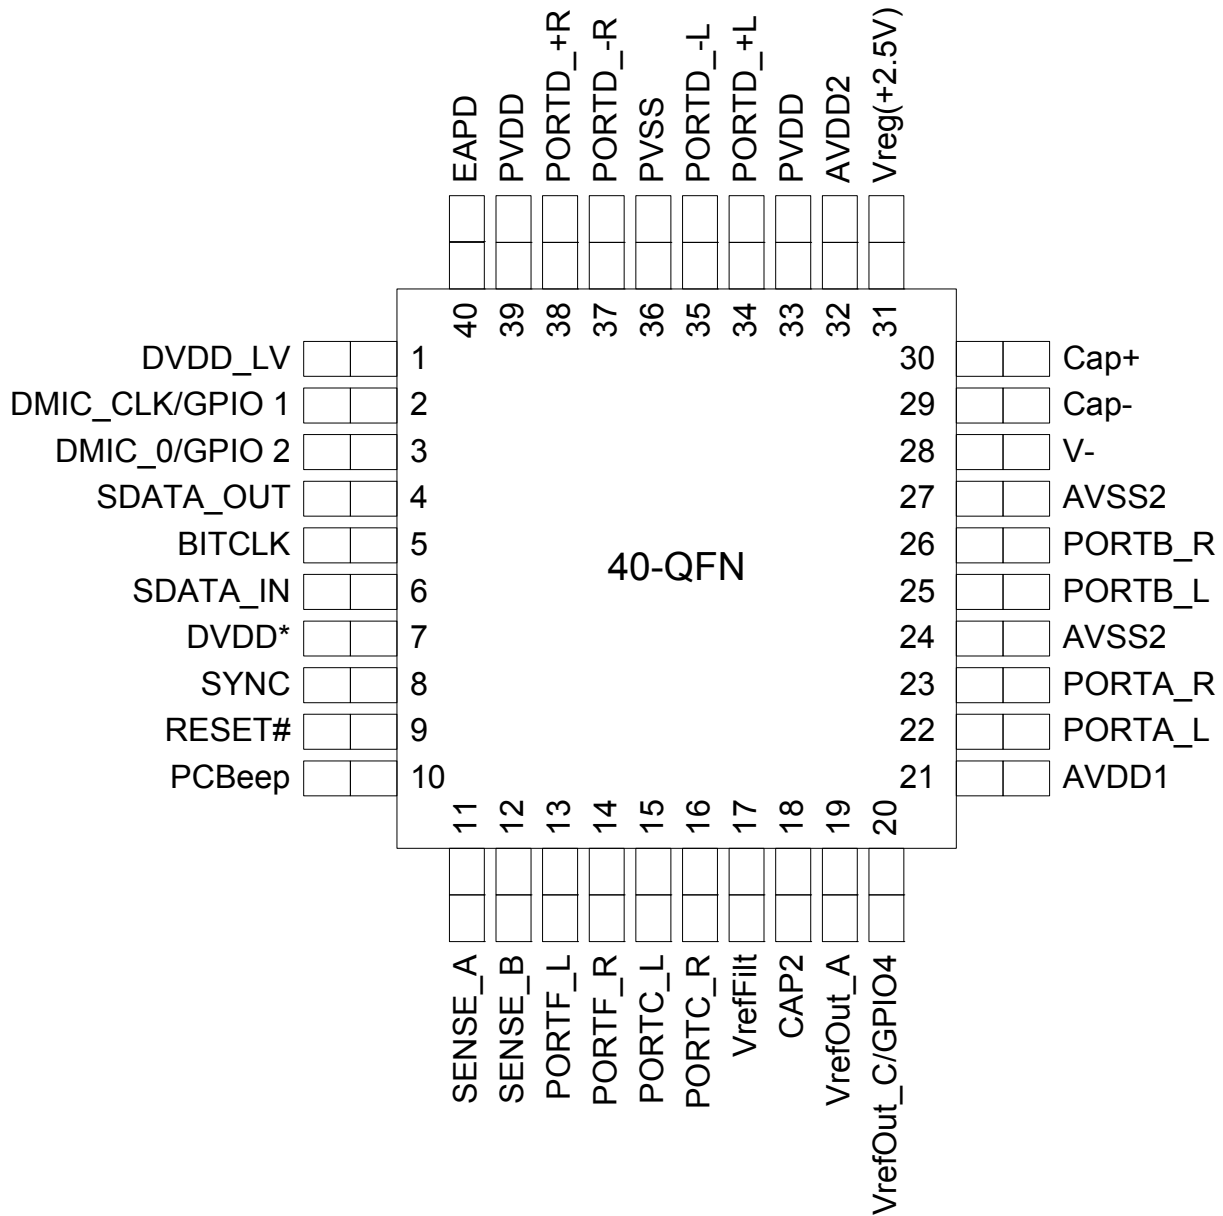 EAPD
PVDD
PORTD_+R
PORTD_-R
PVSS
PORTD_-L
PORTD_+L
PVDD
AVDD2
Vreg(+2.5V)
40
39
38
37
36
35
34
33
32
31
DVDD_LV 1
DMIC_CLK/GPIO 1 2
DMIC_0/GPIO 2 3
SDATA_OUT 4
BITCLK 5
SDATA_IN 6
DVDD* 7
SYNC 8
RESET# 9
PCBeep 10
40-QFN
30 Cap+
29 Cap-
28 V-
27 AVSS2
26 PORTB_R
25 PORTB_L
24 AVSS2
23 PORTA_R
22 PORTA_L
21 AVDD1
11
12
13
14
15
16
17
18
19
20
SENSE_A
SENSE_B
PORTF_L
PORTF_R
PORTC_L
PORTC_R
VrefFilt
CAP2
VrefOut_A
VrefOut_C/GPIO4